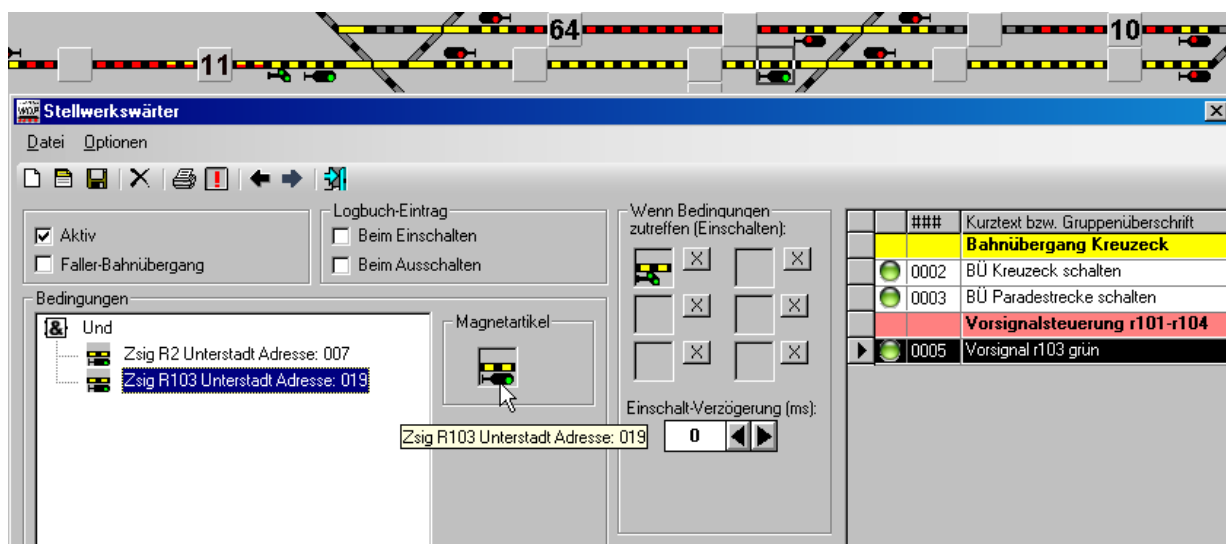 64
10
11
Stellwerkswärter
Datei Optionen
Logbuch-Eintrag
Aktiv
Beim Einschalten
Faller-Bahnübergang
Beim Ausschalten
Bedingungen
Und
Zsig R2 Unterstadt Adresse: 007
Zsig R103 Unterstadt Adresse: 019
Magnetartikel
Zsig R103 Unterstadt Adresse: 019
Wenn Bedingungen
zutreffen (Einschalten):
X X
X X
X X
Einschalt-Verzögerung (ms):
0
### Kurztext bzw. Gruppenüberschrift
Bahnübergang Kreuzeck
0002 BÜ Kreuzeck schalten
0003 BÜ Paradestrecke schalten
Vorsignalsteuerung r101-r104
0005 Vorsignal r103 grün